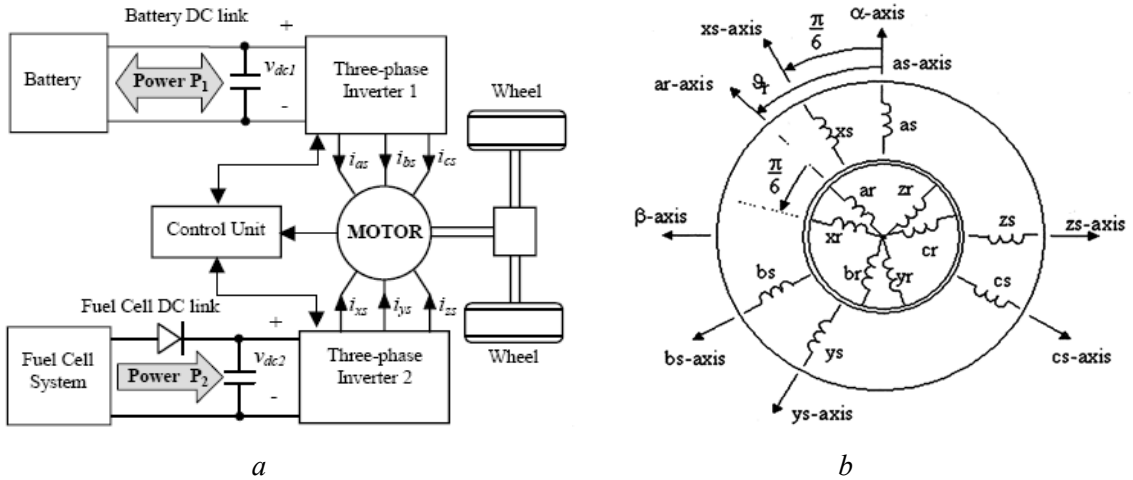 Battery DC link
+
Battery
Power P₁
v_dc1
-
Three-phase
Inverter 1
i_as
i_bs
i_cs
Wheel
Control Unit
MOTOR
Fuel Cell DC link
+
i_xs
i_ys
i_zs
Fuel Cell
System
Power P₂
v_dc2
-
Three-phase
Inverter 2
Wheel
a
α-axis
xs-axis
π/6
as-axis
ar-axis
ϑr
xs
as
π/6
ar
zr
β-axis
xr
cr
zs
zs-axis
bs
br
yr
cs
bs-axis
ys
cs-axis
ys-axis
b